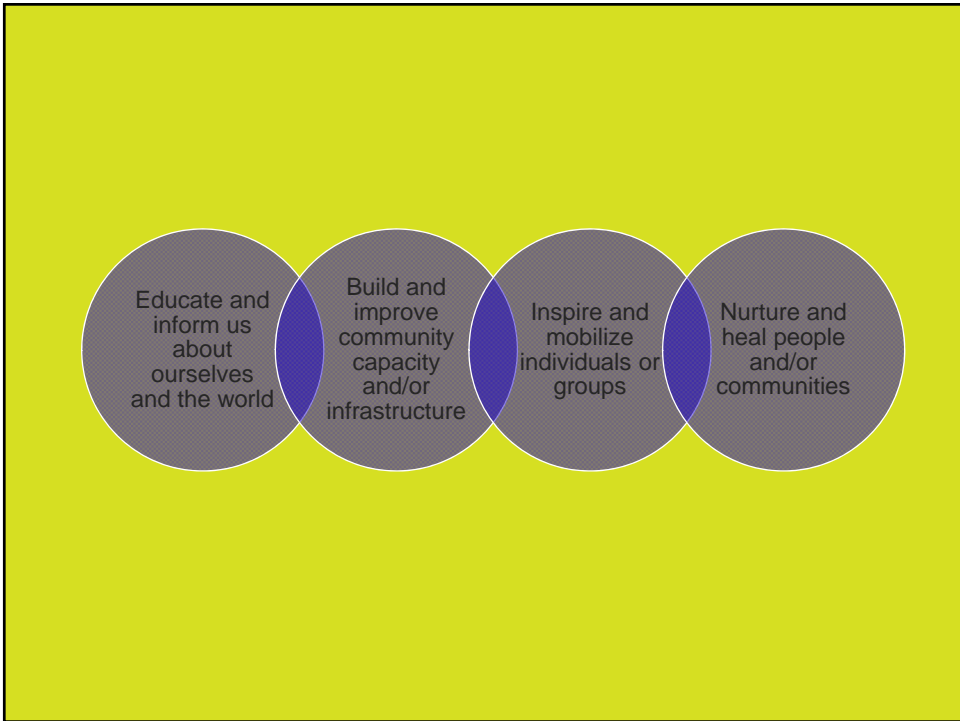 Educate and
inform us
about
ourselves
and the world
Build and
improve
community
capacity
and/or
infrastructure
Inspire and
mobilize
individuals or
groups
Nurture and
heal people
and/or
communities